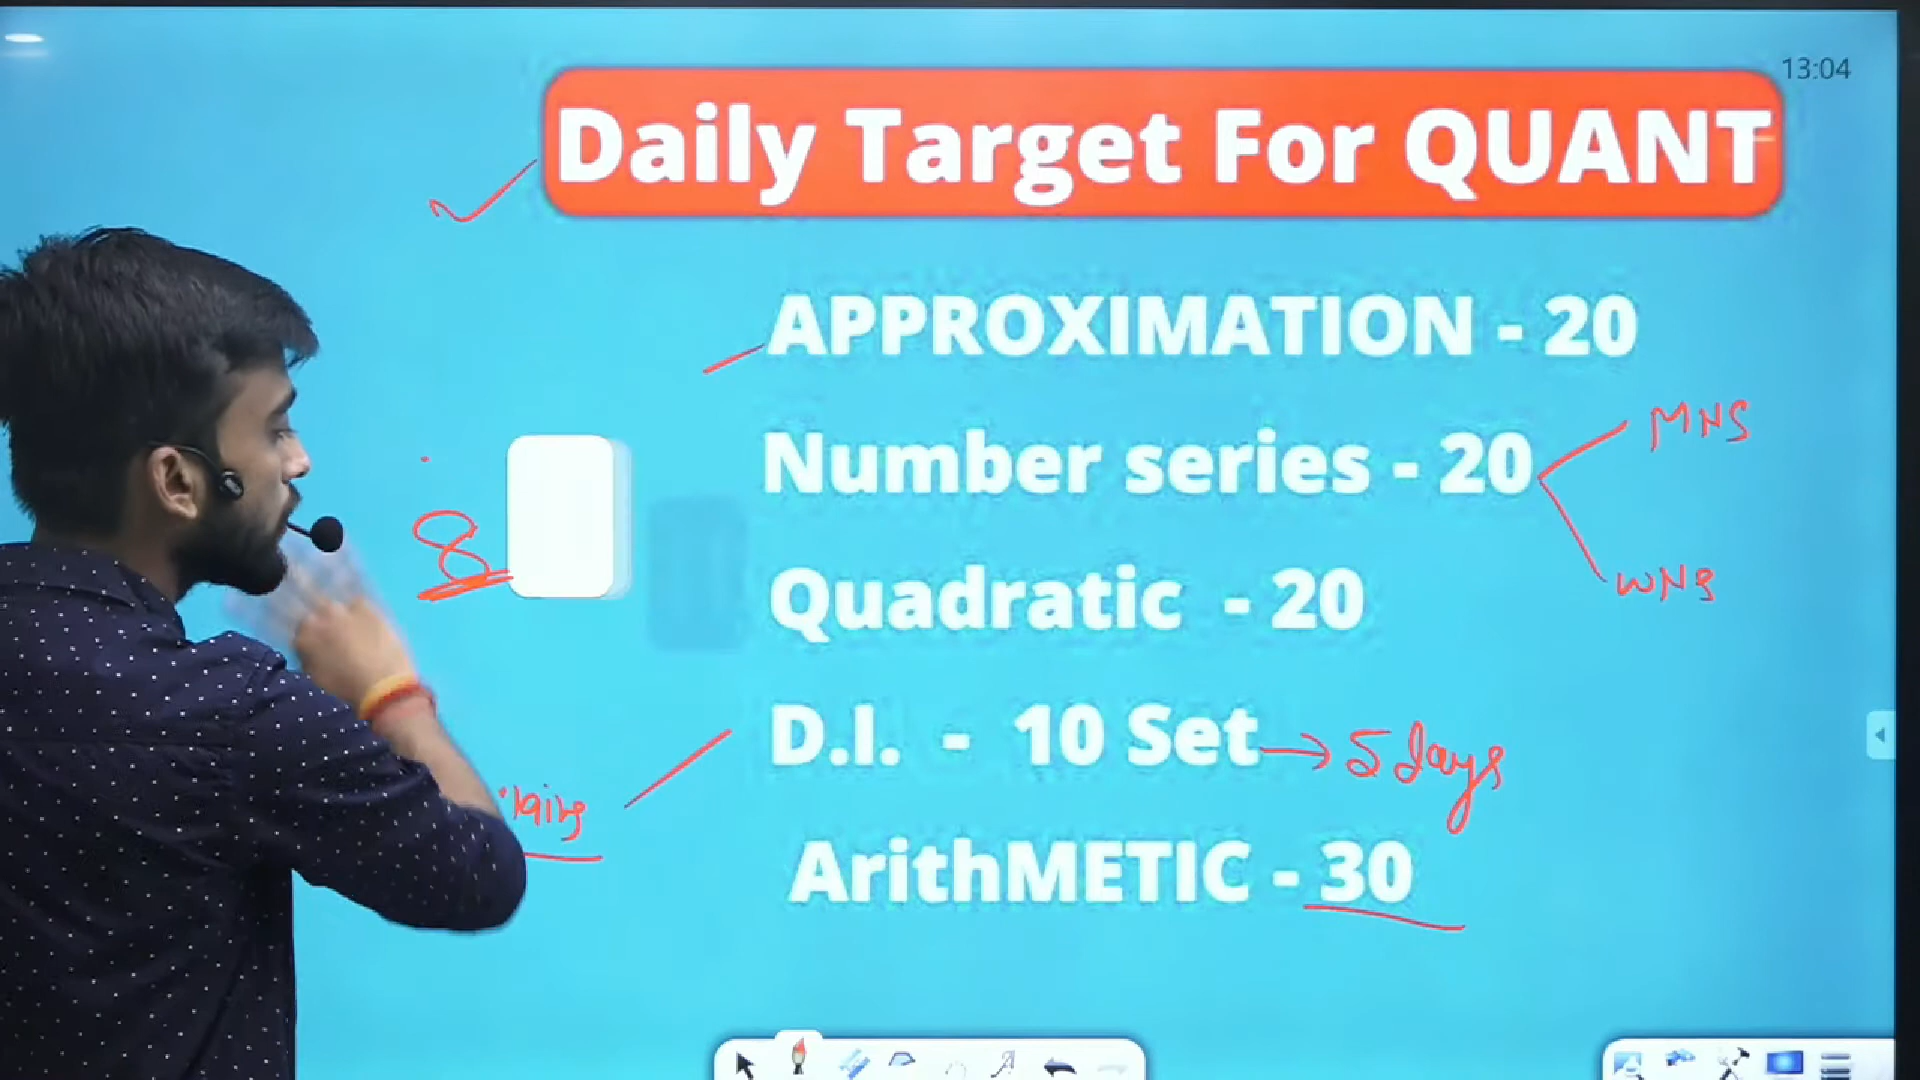 13:04
Daily Target For QUANT
APPROXIMATION - 20
MNS
Number series - 20
8
WNS
Quadratic - 20
D.I. - 10 Set → 5 days
ArithMETIC - 30